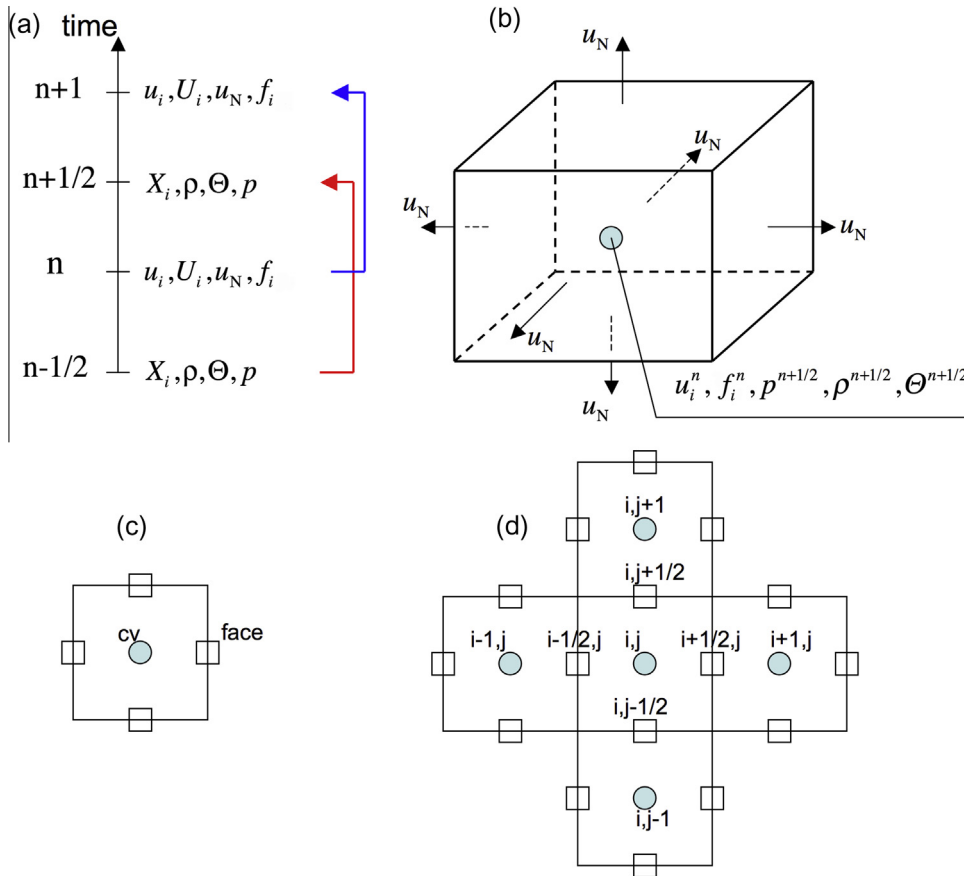 (a) time
n+1 u_i, U_i, u_N, f_i
n+1/2 X_i, ρ, Θ, p
n u_i, U_i, u_N, f_i
n-1/2 X_i, ρ, Θ, p
(b)
u_N
u_N
u_N
u_N
u_N
u_N
u_i^n, f_i^n, p^{n+1/2}, ρ^{n+1/2}, Θ^{n+1/2}
(c)
cv
face
(d)
i,j+1
i,j+1/2
i-1,j i-1/2,j i,j i+1/2,j i+1,j
i,j-1/2
i,j-1